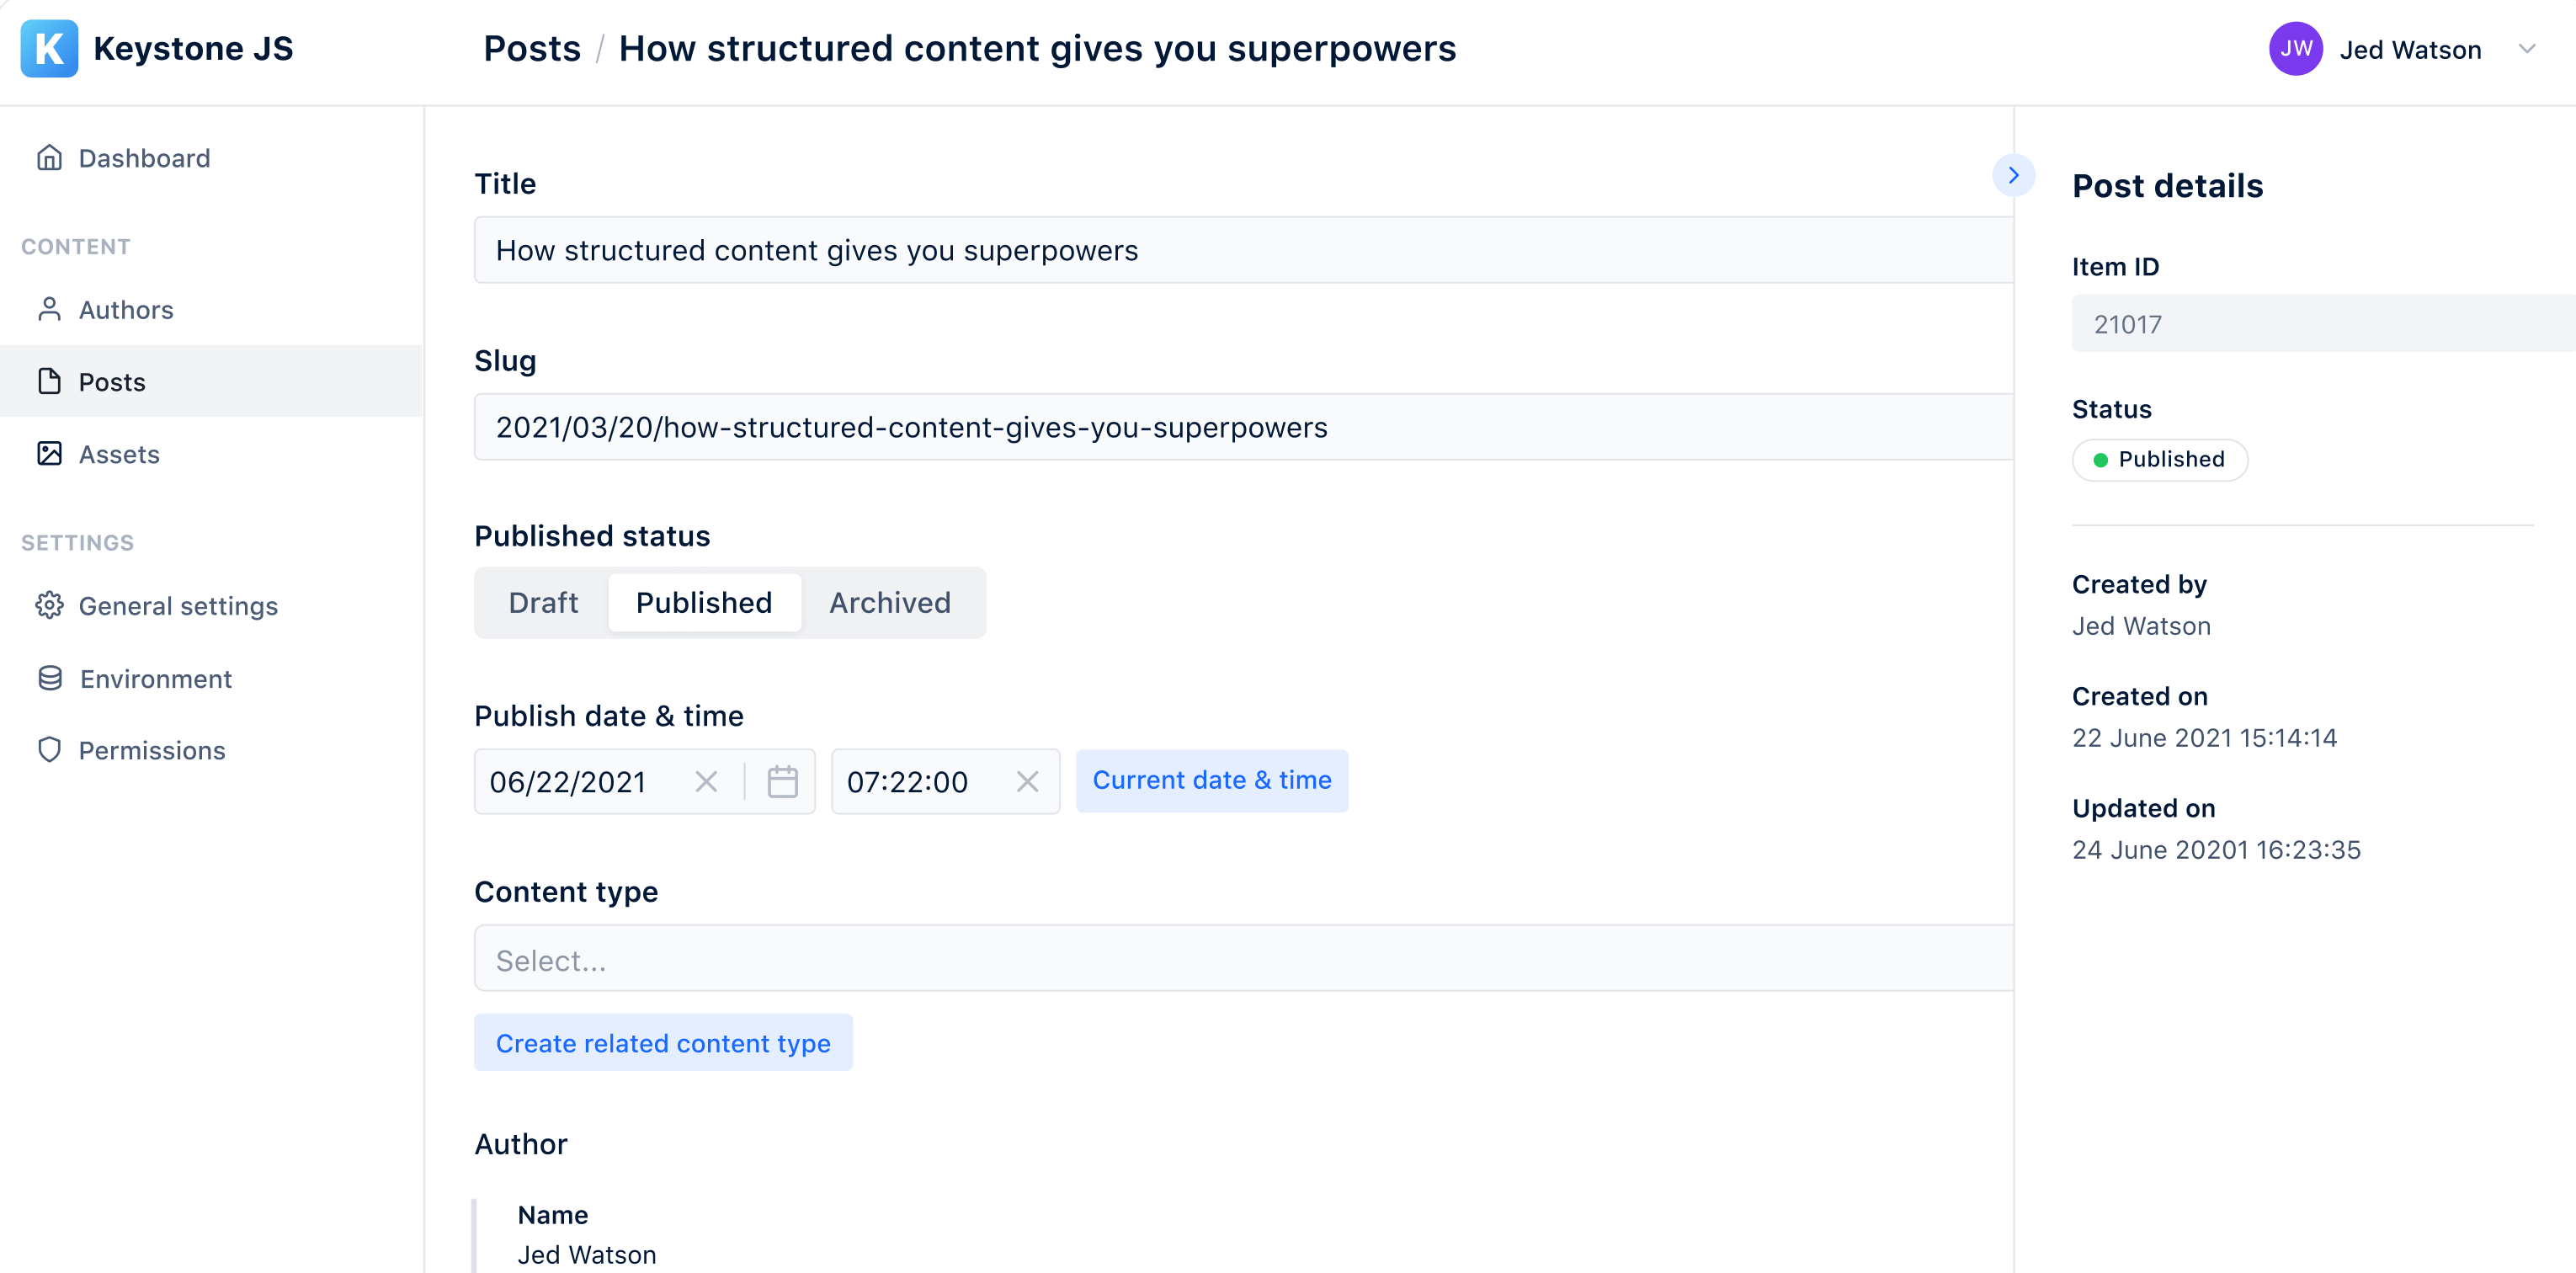 K Keystone JS
Posts / How structured content gives you superpowers
JW Jed Watson
Dashboard
CONTENT
Authors
Posts
Assets
SETTINGS
General settings
Environment
Permissions
Title
How structured content gives you superpowers
Slug
2021/03/20/how-structured-content-gives-you-superpowers
Published status
Draft Published Archived
Publish date & time
06/22/2021 07:22:00 Current date & time
Content type
Select...
Create related content type
Author
Name
Jed Watson
Post details
Item ID
21017
Status
Published
Created by
Jed Watson
Created on
22 June 2021 15:14:14
Updated on
24 June 20201 16:23:35